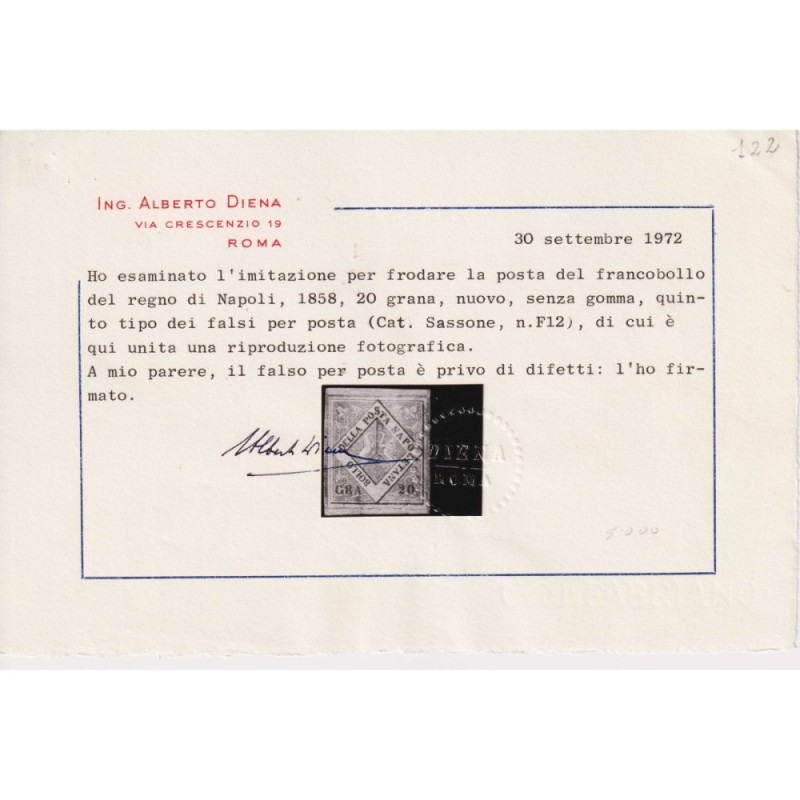 122
ING. ALBERTO DIENA
VIA CRESCENZIO 19
ROMA
30 settembre 1972
Ho esaminato l'imitazione per frodare la posta del francobollo
del regno di Napoli, 1858, 20 grana, nuovo, senza gomma, quin-
to tipo dei falsi per posta (Cat. Sassone, n.F12), di cui è
qui unita una riproduzione fotografica.
A mio parere, il falso per posta è privo di difetti: l'ho fir-
mato.
Alberto Diena
BOLLO DELLA POSTA NAPOLETANA
GRA 20
DIENA
ROMA
5000